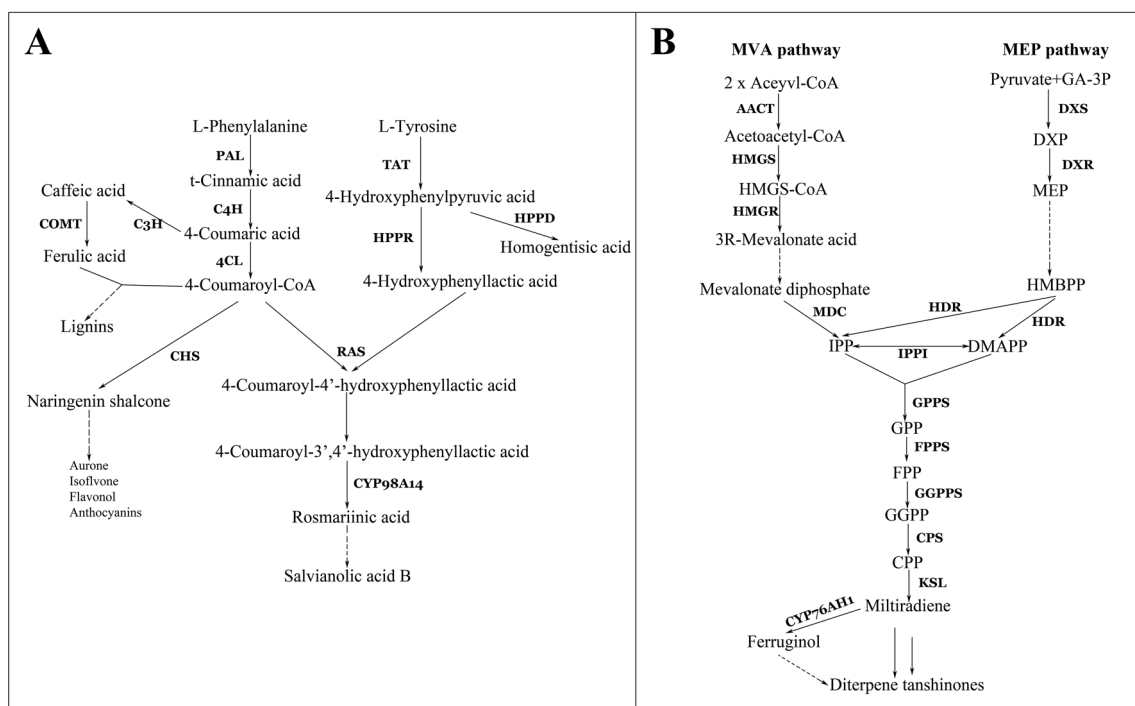 A
L-Phenylalanine
L-Tyrosine
PAL
TAT
t-Cinnamic acid
Caffeic acid
4-Hydroxyphenylpyruvic acid
COMT
C3H
C4H
HPPD
4-Coumaric acid
HPPR
Homogentisic acid
Ferulic acid
4CL
4-Coumaroyl-CoA
4-Hydroxyphenyllactic acid
Lignins
CHS
RAS
4-Coumaroyl-4’-hydroxyphenyllactic acid
Naringenin shalcone
4-Coumaroyl-3’,4’-hydroxyphenyllactic acid
Aurone
Isoflvone
Flavonol
Anthocyanins
CYP98A14
Rosmariinic acid
Salvianolic acid B
B
MVA pathway
MEP pathway
2 x Aceyvl-CoA
Pyruvate+GA-3P
AACT
DXS
Acetoacetyl-CoA
DXP
HMGS
DXR
HMGS-CoA
MEP
HMGR
3R-Mevalonate acid
Mevalonate diphosphate
HMBPP
MDC
HDR
HDR
IPP
IPPI
DMAPP
GPPS
GPP
FPPS
FPP
GGPPS
GGPP
CPS
CPP
KSL
Miltiradiene
CYP76AH1
Ferruginol
Diterpene tanshinones